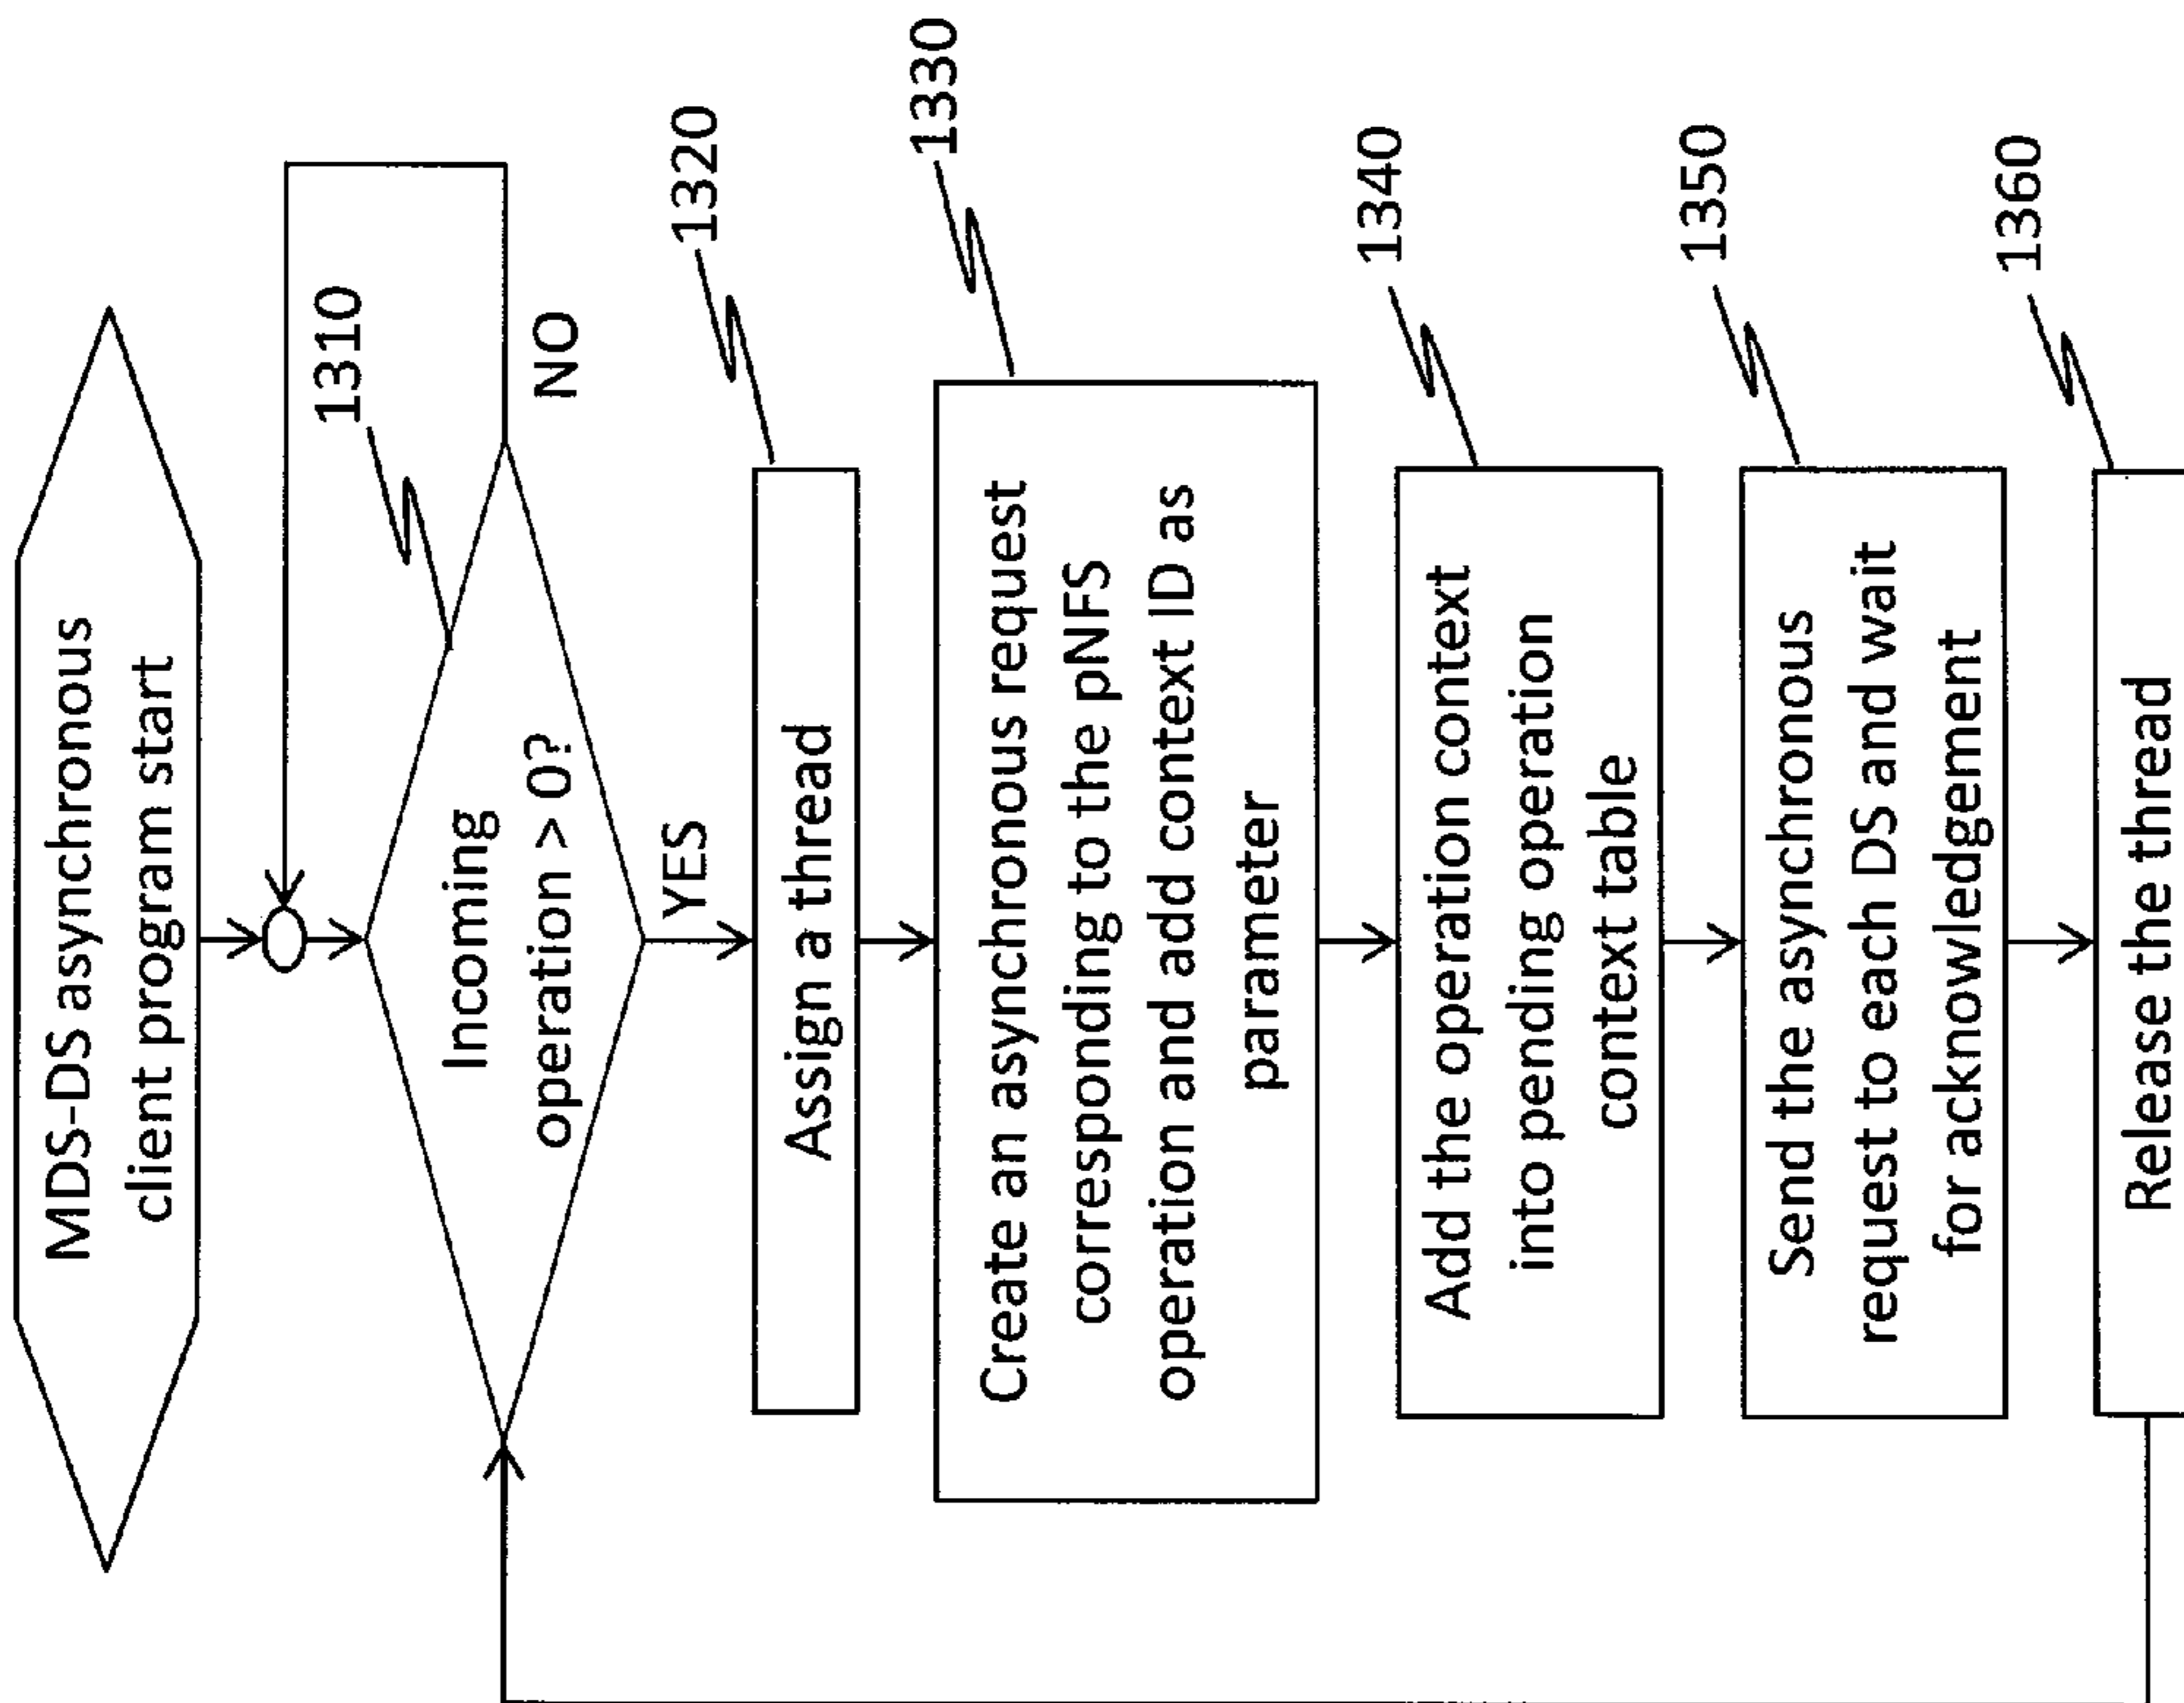 MDS-DS asynchronous
client program start
1310
Incoming
operation > 0?
NO
YES
1320
Assign a thread
1330
Create an asynchronous request
corresponding to the pNFS
operation and add context ID as
parameter
1340
Add the operation context
into pending operation
context table
1350
Send the asynchronous
request to each DS and wait
for acknowledgement
1360
Release the thread